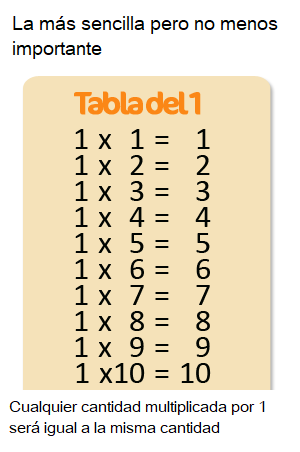 La más sencilla pero no menos
importante
Tabla del 1
1 x 1 = 1
1 x 2 = 2
1 x 3 = 3
1 x 4 = 4
1 x 5 = 5
1 x 6 = 6
1 x 7 = 7
1 x 8 = 8
1 x 9 = 9
1 x10 = 10
Cualquier cantidad multiplicada por 1
será igual a la misma cantidad